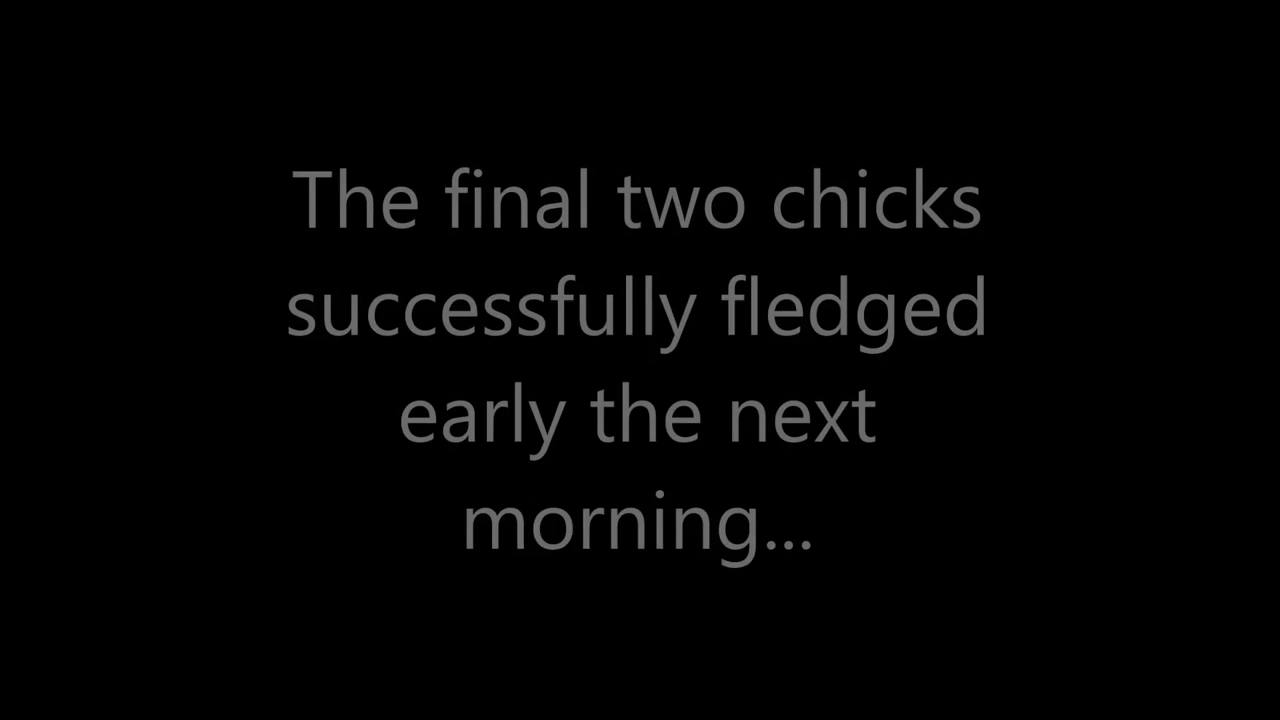 The final two chicks
successfully fledged
early the next
morning...